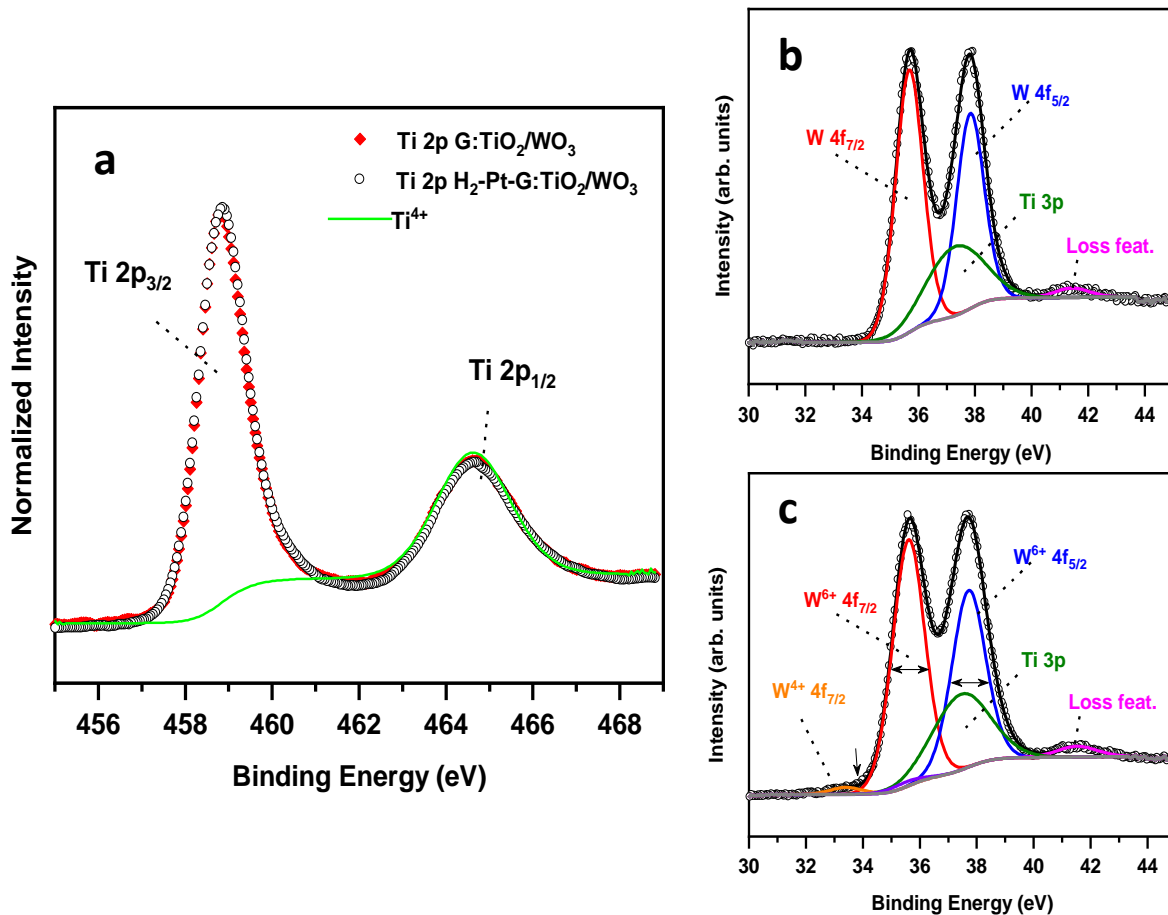 a
Ti 2p G:TiO₂/WO₃
Ti 2p H₂-Pt-G:TiO₂/WO₃
Ti⁴⁺
Ti 2p₃/₂
Ti 2p₁/₂
Normalized Intensity
456 458 460 462 464 466 468
Binding Energy (eV)
b
W 4f₇/₂
W 4f₅/₂
Ti 3p
Loss feat.
Intensity (arb. units)
30 32 34 36 38 40 42 44
Binding Energy (eV)
c
W⁶⁺ 4f₅/₂
W⁶⁺ 4f₇/₂
Ti 3p
W⁴⁺ 4f₇/₂
Loss feat.
Intensity (arb. units)
30 32 34 36 38 40 42 44
Binding Energy (eV)